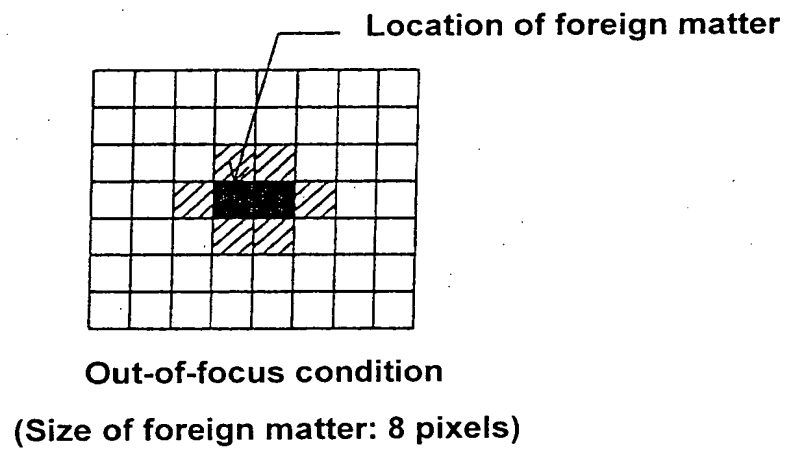 Location of foreign matter
Out-of-focus condition
(Size of foreign matter: 8 pixels)